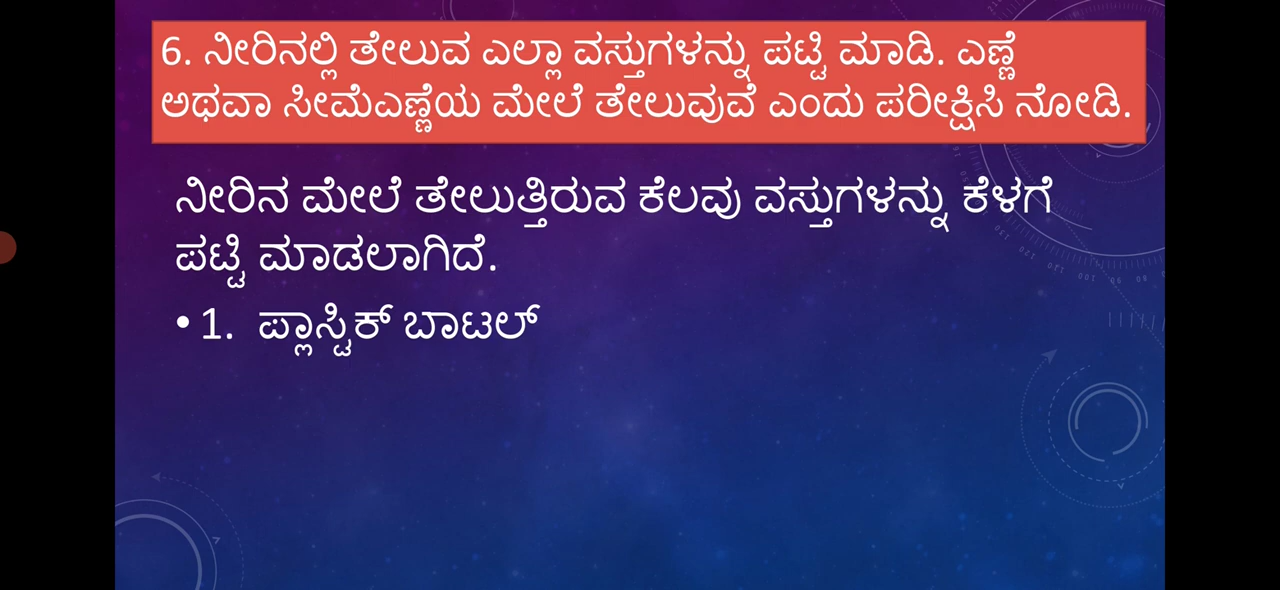 6. ನೀರಿನಲ್ಲಿ ತೇಲುವ ಎಲ್ಲಾ ವಸ್ತುಗಳನ್ನು ಪಟ್ಟಿ ಮಾಡಿ. ಎಣ್ಣೆ
ಅಥವಾ ಸೀಮೆಎಣ್ಣೆಯ ಮೇಲೆ ತೇಲುವುವೆ ಎಂದು ಪರೀಕ್ಷಿಸಿ ನೋಡಿ.
ನೀರಿನ ಮೇಲೆ ತೇಲುತ್ತಿರುವ ಕೆಲವು ವಸ್ತುಗಳನ್ನು ಕೆಳಗೆ
ಪಟ್ಟಿ ಮಾಡಲಾಗಿದೆ.
• 1. ಪ್ಲಾಸ್ಟಿಕ್ ಬಾಟಲ್